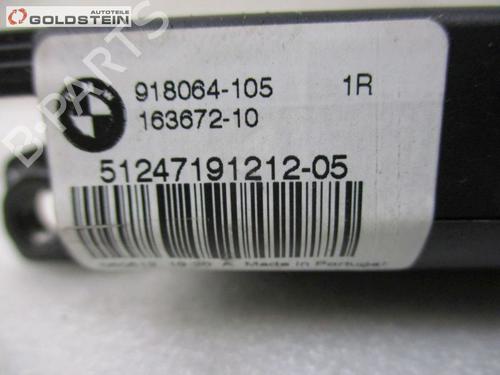 Autoteile
GOLDSTEIN
B-PARTS
918064-105 1R
163672-10
51247191212-05
A Made in Portugal